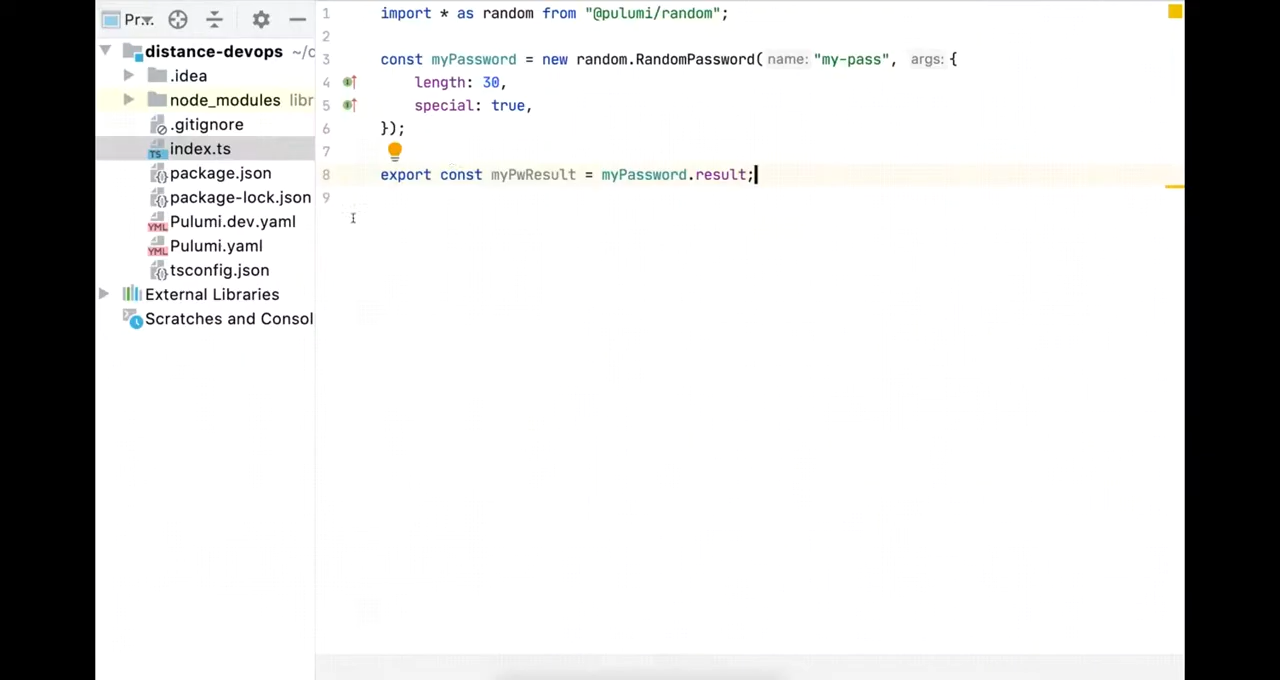 Pr...
distance-devops ~/c
.idea
node_modules libr
.gitignore
index.ts
package.json
package-lock.json
Pulumi.dev.yaml
Pulumi.yaml
tsconfig.json
External Libraries
Scratches and Consol
1 import * as random from "@pulumi/random";
2
3 const myPassword = new random.RandomPassword( name: "my-pass", args: {
4 length: 30,
5 special: true,
6 });
7
8 export const myPwResult = myPassword.result;
9